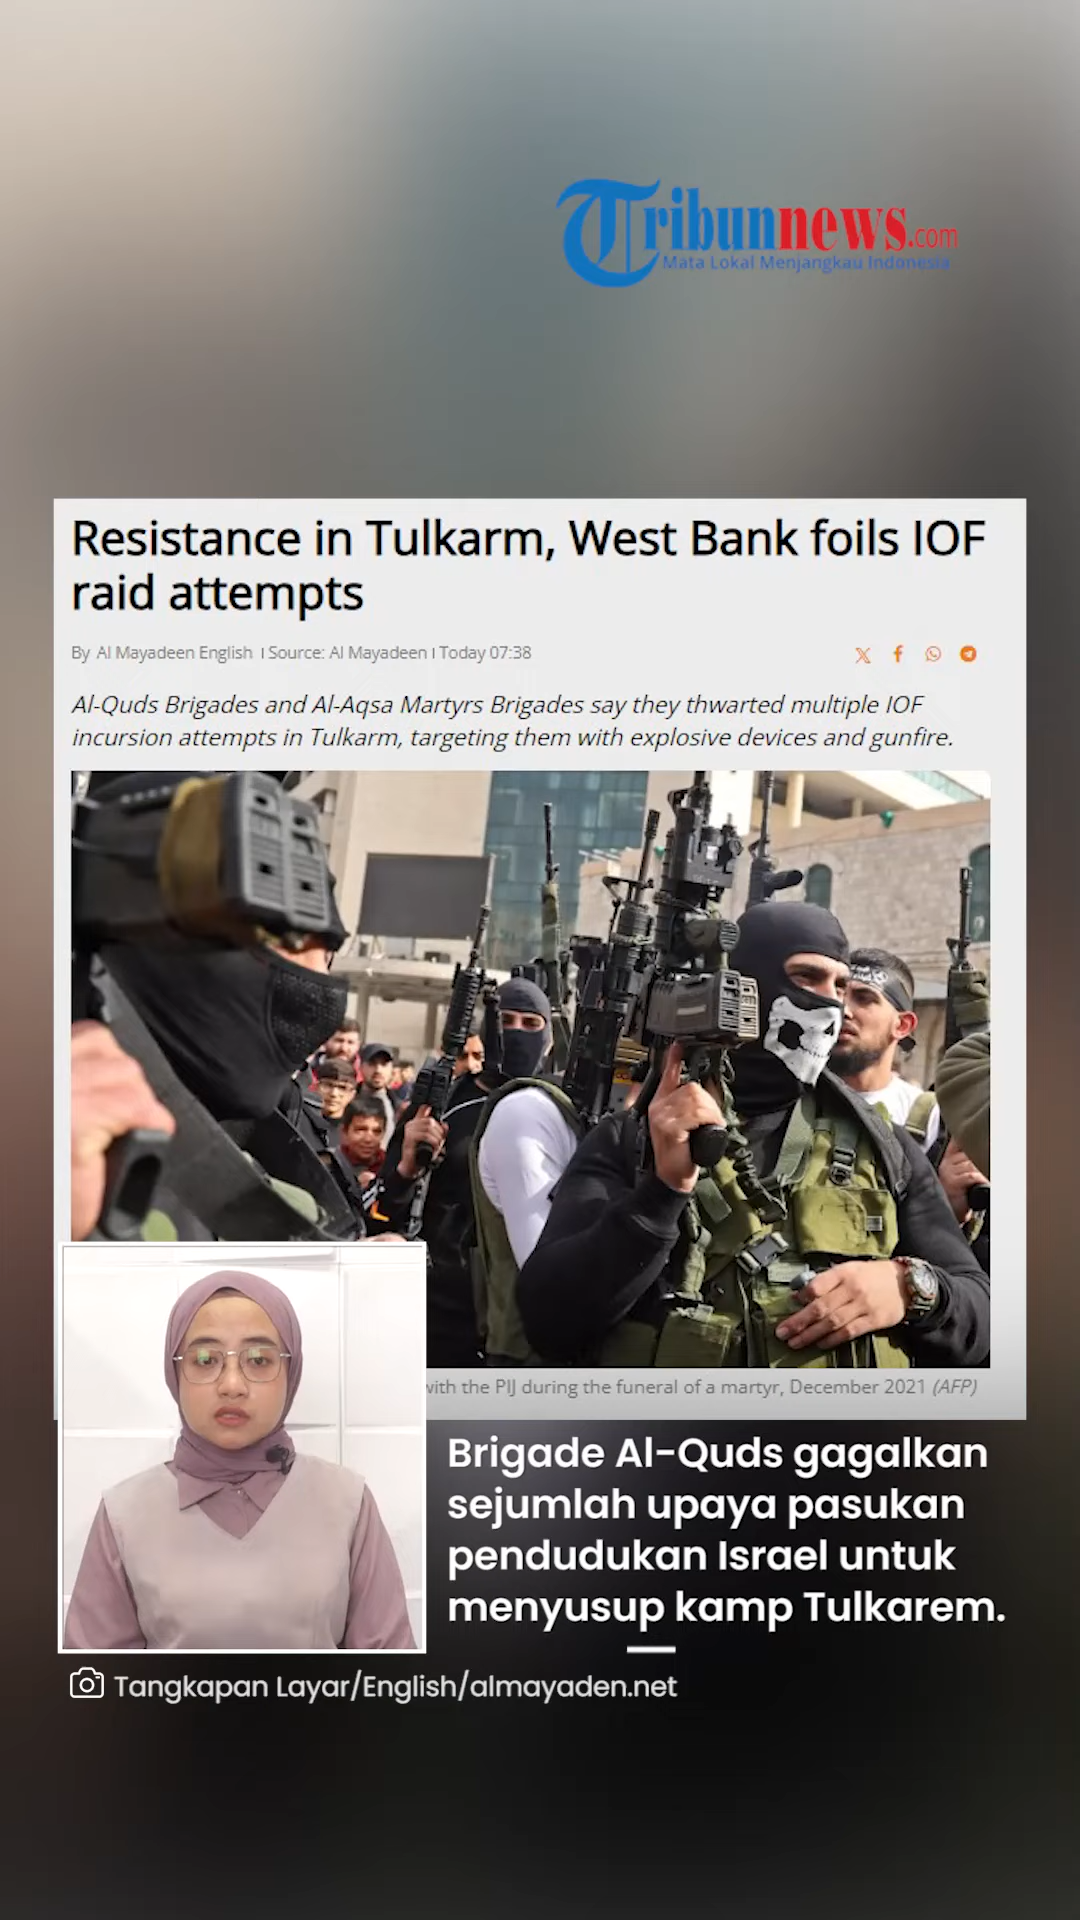 Tribunnews.com
Mata Lokal Menjangkau Indonesia
Resistance in Tulkarm, West Bank foils IOF
raid attempts
By Al Mayadeen English | Source: Al Mayadeen | Today 07:38
Al-Quds Brigades and Al-Aqsa Martyrs Brigades say they thwarted multiple IOF
incursion attempts in Tulkarm, targeting them with explosive devices and gunfire.
with the PIJ during the funeral of a martyr, December 2021 (AFP)
Brigade Al-Quds gagalkan
sejumlah upaya pasukan
pendudukan Israel untuk
menyusup kamp Tulkarem.
Tangkapan Layar/English/almayaden.net